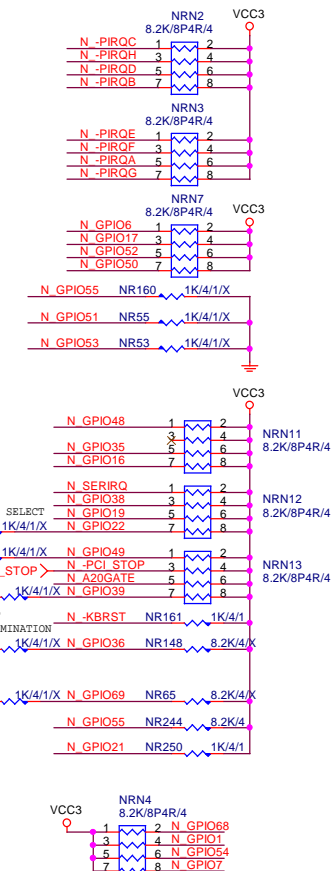 NRN2 VCC3
8.2K/8P4R/4
N_-PIRQC 1 2
N_-PIRQH 3 4
N_-PIRQD 5 6
N_-PIRQB 7 8
NRN3
8.2K/8P4R/4
N_-PIRQE 1 2
N_-PIRQF 3 4
N_-PIRQA 5 6
N_-PIRQG 7 8
NRN7
8.2K/8P4R/4 VCC3
N_GPIO6 1 2
N_GPIO17 3 4
N_GPIO52 5 6
N_GPIO50 7 8
N_GPIO55 NR160 1K/4/1/X
N_GPIO51 NR55 1K/4/1/X
N_GPIO53 NR53 1K/4/1/X
VCC3
N_GPIO48 1 2
3 4 NRN11
N_GPIO35 5 6 8.2K/8P4R/4
N_GPIO16 7 8
N_SERIRQ 1 2
N_GPIO38 3 4 NRN12
SELECT N_GPIO19 5 6 8.2K/8P4R/4
1K/4/1/X N_GPIO22 7 8
1K/4/1/X N_GPIO49 1 2
_STOP N_-PCI_STOP 3 4 NRN13
N_A20GATE 5 6 8.2K/8P4R/4
1K/4/1/X N_GPIO39 7 8
N_-KBRST NR161 1K/4/1
MINATION
1K/4/1/X N_GPIO36 NR148 8.2K/4/X
1K/4/1/X N_GPIO69 NR65 8.2K/4/X
N_GPIO55 NR244 8.2K/4
N_GPIO21 NR250 1K/4/1
NRN4
VCC3 8.2K/8P4R/4
1 2 N_GPIO68
3 4 N_GPIO1
5 6 N_GPIO54
7 8 N_GPIO7